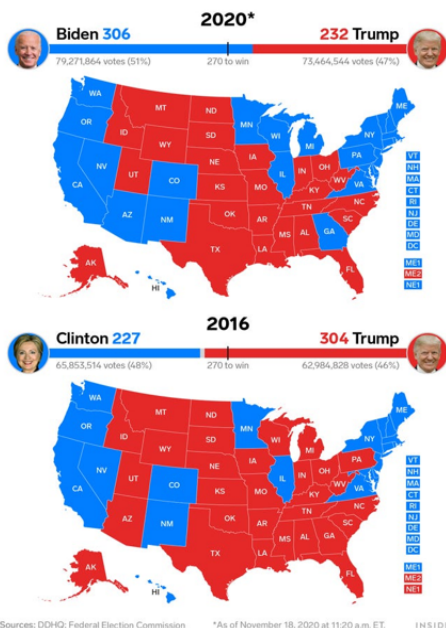 2020*
Biden 306
232 Trump
79,271,864 votes (51%)
270 to win
73,464,544 votes (47%)
WA
MT
ND
MN
ME
OR
ID
SD
WI
MI
NY
WY
IA
PA
NV
NE
IL
IN
OH
UT
CO
WV
VA
CA
KS
MO
KY
NC
AZ
NM
OK
AR
TN
SC
MS
AL
GA
TX
LA
AK
HI
FL
VT
NH
MA
CT
RI
NJ
DE
MD
DC
ME1
ME2
NE1
2016
Clinton 227
304 Trump
65,853,514 votes (48%)
270 to win
62,984,828 votes (46%)
WA
MT
ND
MN
ME
OR
ID
SD
WI
MI
NY
WY
IA
PA
NV
NE
IL
IN
OH
UT
CO
WV
VA
CA
KS
MO
KY
NC
AZ
NM
OK
AR
TN
SC
MS
AL
GA
TX
LA
AK
HI
FL
VT
NH
MA
CT
RI
NJ
DE
MD
DC
ME1
ME2
NE1
Sources: DDHQ; Federal Election Commission
*As of November 18, 2020 at 11:20 a.m. ET.
INSID